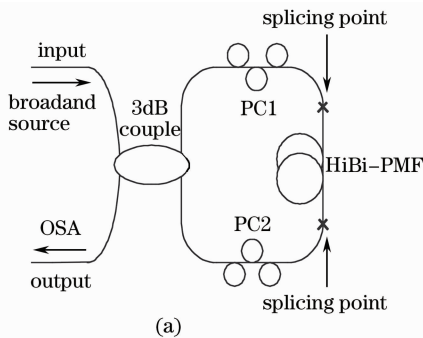 splicing point
input
broadand
source
3dB
couple
PC1
HiBi-PMF
PC2
OSA
output
splicing point
(a)